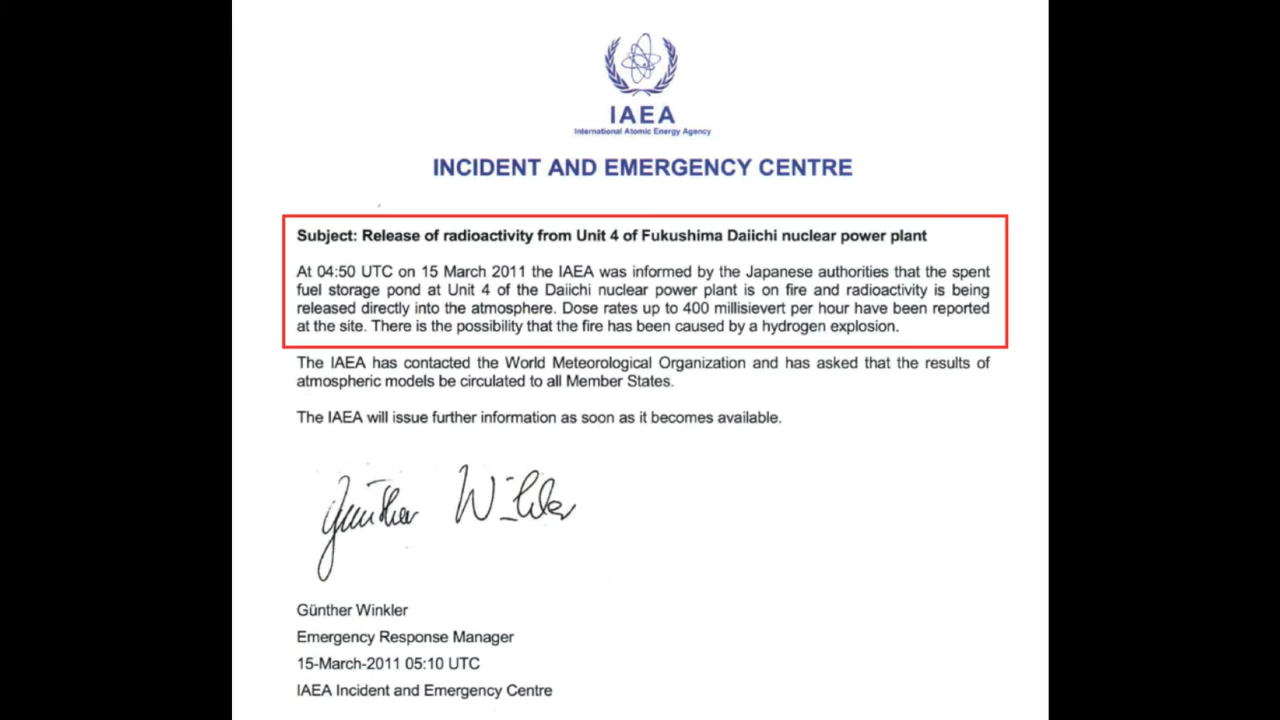 IAEA
International Atomic Energy Agency
INCIDENT AND EMERGENCY CENTRE
Subject: Release of radioactivity from Unit 4 of Fukushima Daiichi nuclear power plant
At 04:50 UTC on 15 March 2011 the IAEA was informed by the Japanese authorities that the spent
fuel storage pond at Unit 4 of the Daiichi nuclear power plant is on fire and radioactivity is being
released directly into the atmosphere. Dose rates up to 400 millisievert per hour have been reported
at the site. There is the possibility that the fire has been caused by a hydrogen explosion.
The IAEA has contacted the World Meteorological Organization and has asked that the results of
atmospheric models be circulated to all Member States.
The IAEA will issue further information as soon as it becomes available.
Günther Winkler
Günther Winkler
Emergency Response Manager
15-March-2011 05:10 UTC
IAEA Incident and Emergency Centre